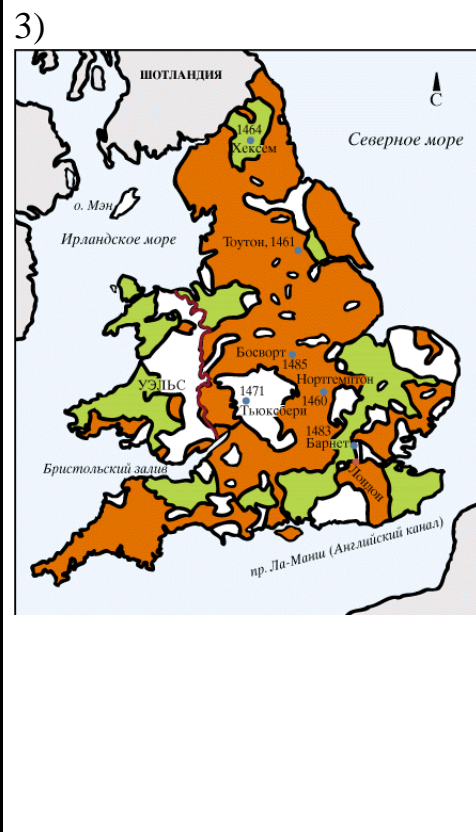 3)
ШОТЛАНДИЯ
С
1464
Хексем
Северное море
о. Мэн
Ирландское море
Тоутон, 1461
Босворт
1485
УЭЛЬС
Нортгемптон
1471
1460
Тьюксбери
1483
Барнет
Лондон
Бристольский залив
пр. Ла-Манш (Английский канал)